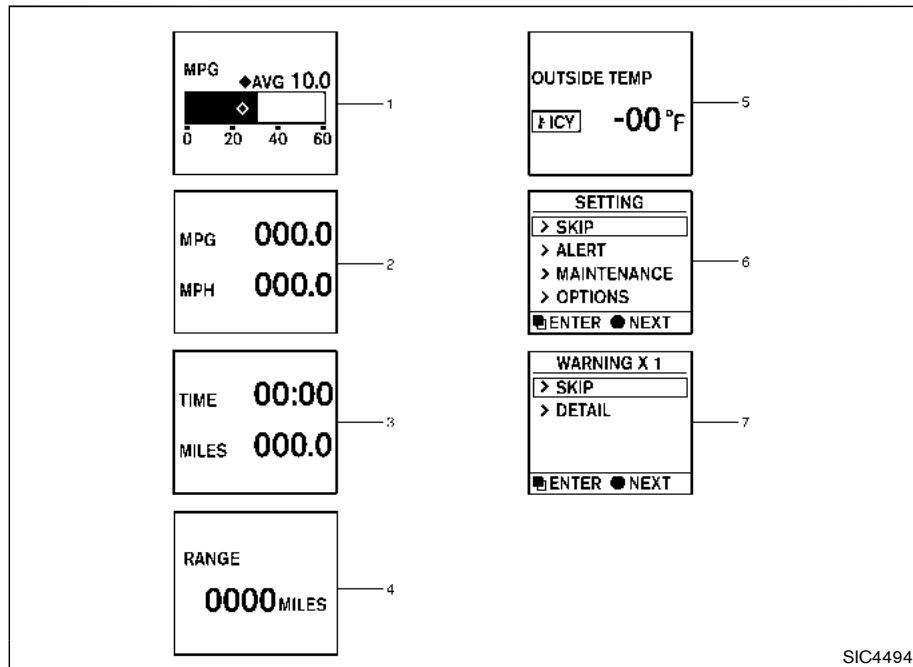 MPG
◆AVG 10.0
0 20 40 60
1
MPG 000.0
MPH 000.0
2
TIME 00:00
MILES 000.0
3
RANGE
0000 MILES
4
OUTSIDE TEMP
ICY -00°F
5
SETTING
> SKIP
> ALERT
> MAINTENANCE
> OPTIONS
ENTER ● NEXT
6
WARNING X 1
> SKIP
> DETAIL
ENTER ● NEXT
7
SIC4494